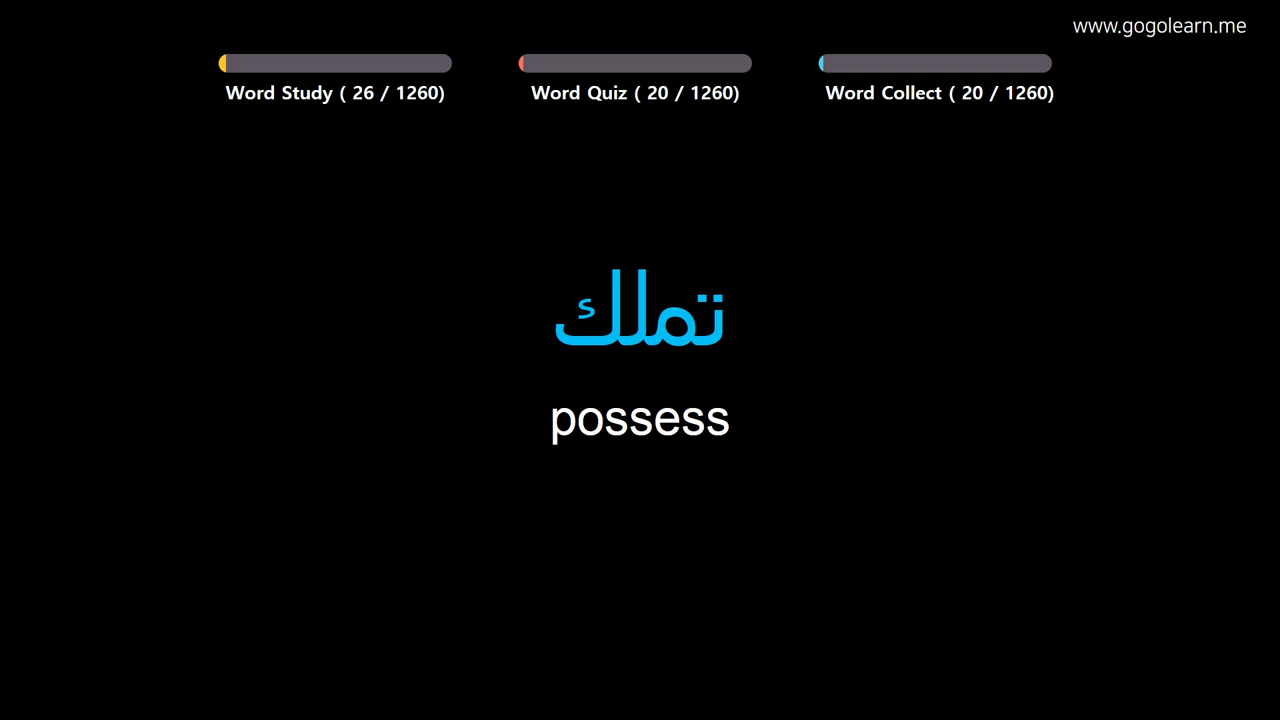 www.gogolearn.me
Word Study ( 26 / 1260)
Word Quiz ( 20 / 1260)
Word Collect ( 20 / 1260)
تملك
possess